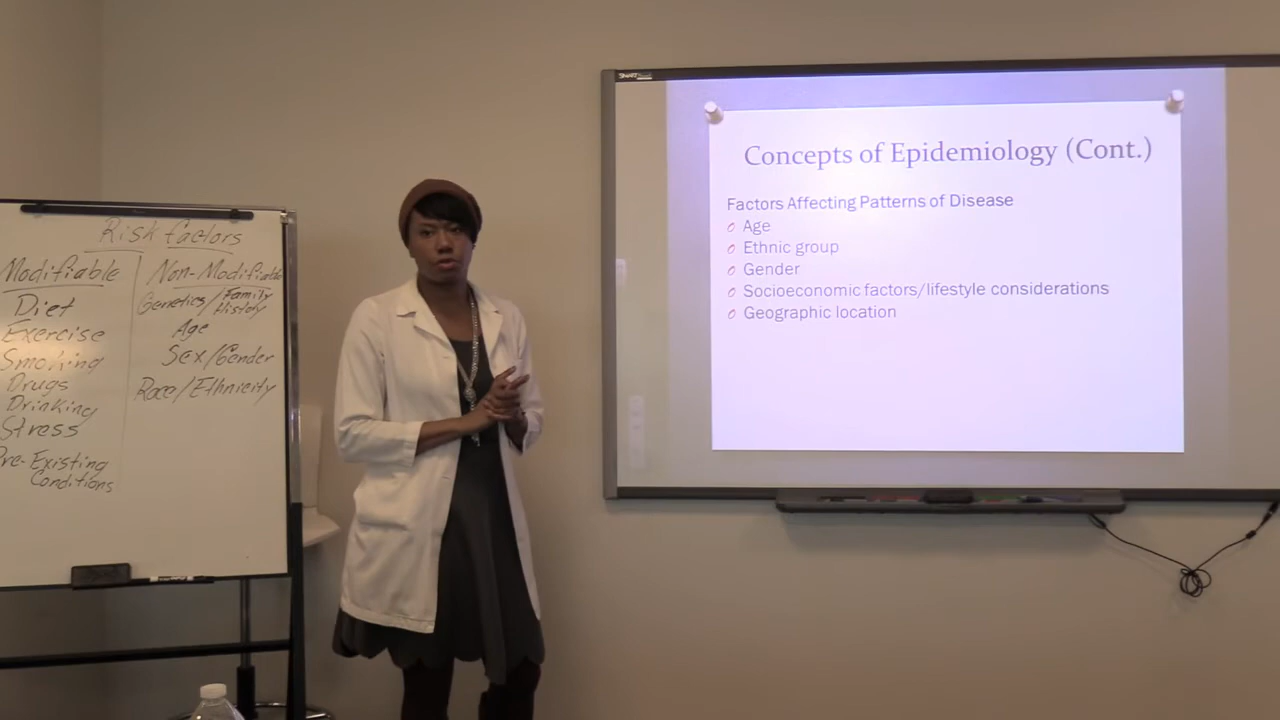 Risk factors
Modifiable
Diet
Exercise
Smoking
Drugs
Drinking
Stress
Pre-Existing
Conditions
Non-Modifiable
Genetics/Family
History
Age
Sex/Gender
Race/Ethnicity
SMART
Concepts of Epidemiology (Cont.)
Factors Affecting Patterns of Disease
Age
Ethnic group
Gender
Socioeconomic factors/lifestyle considerations
Geographic location